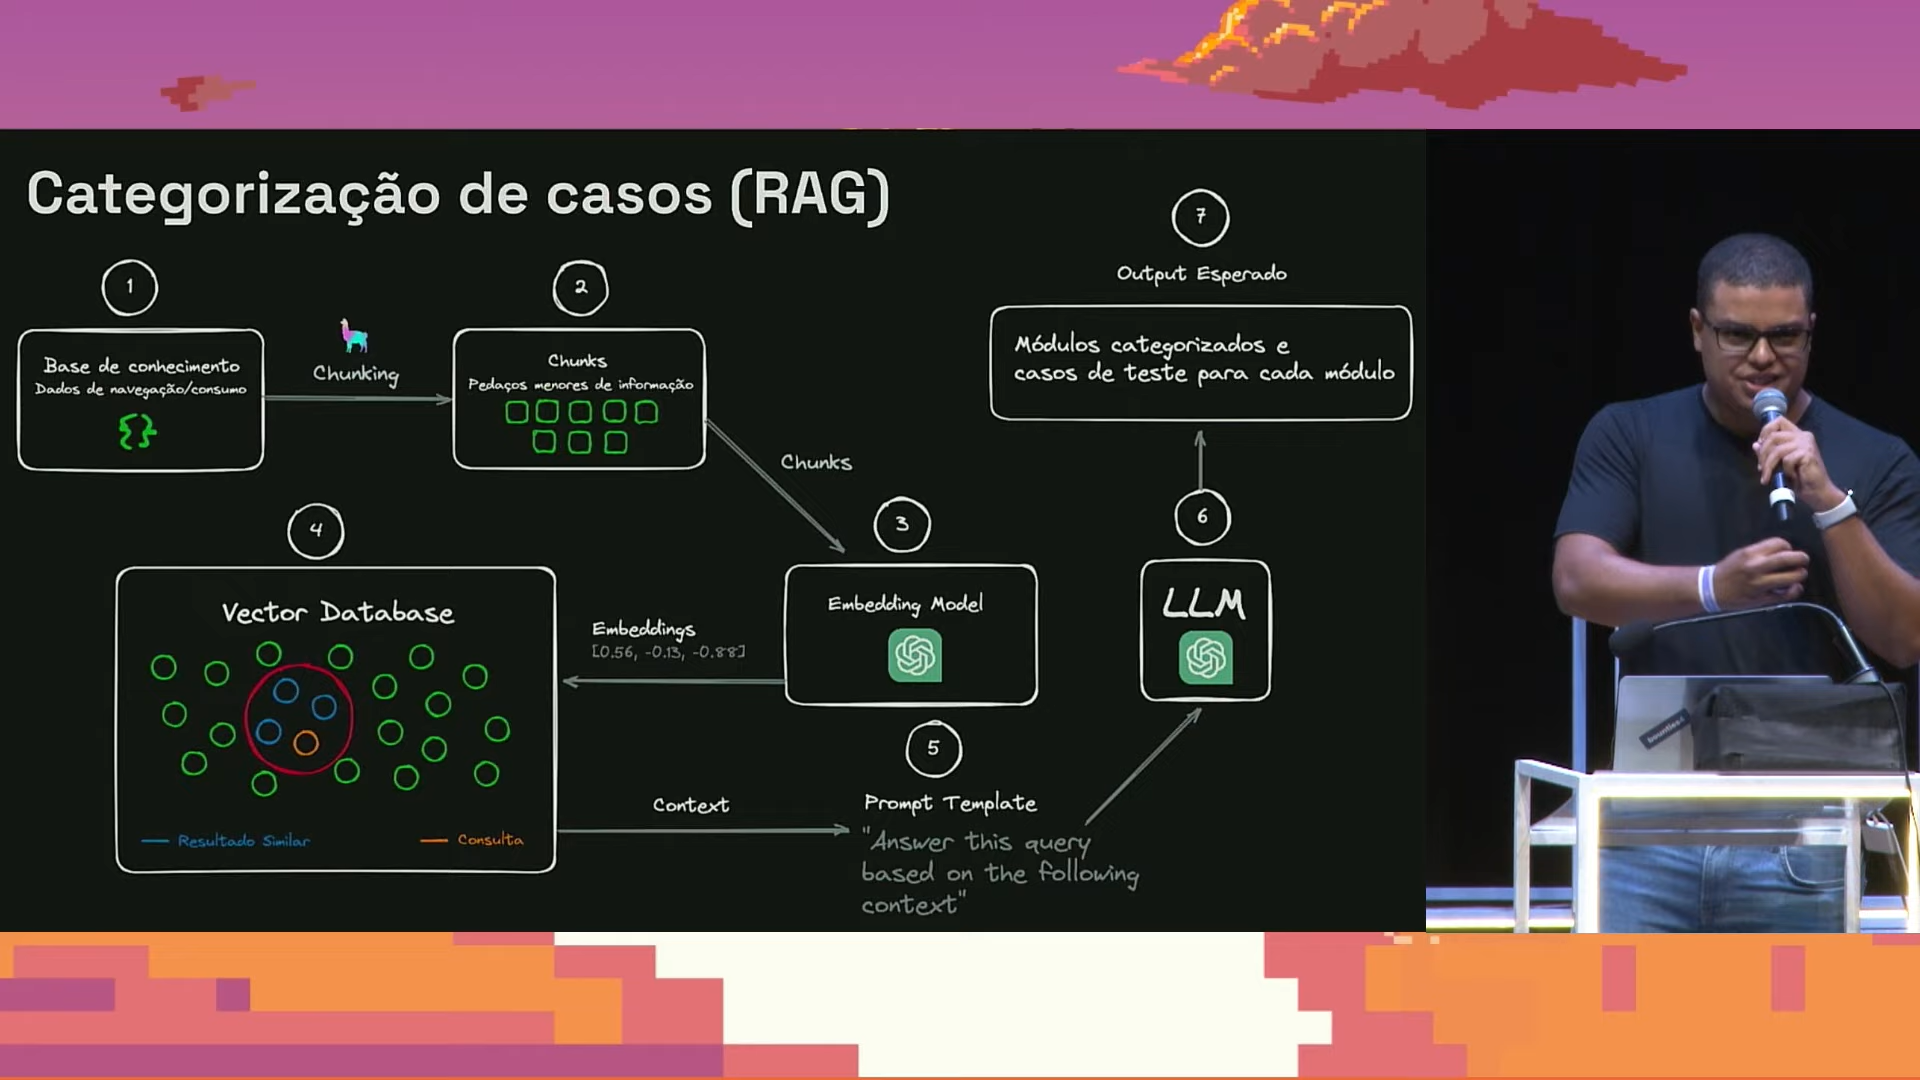 Categorização de casos (RAG)
1
Base de conhecimento
Dados de navegação/consumo
{}
Chunking
2
Chunks
Pedaços menores de informação
Chunks
3
Embedding Model
Embeddings
[0.56, -0.13, -0.88]
4
Vector Database
Resultado Similar
Consulta
Context
5
Prompt Template
"Answer this query
based on the following
context"
6
LLM
7
Output Esperado
Módulos categorizados e
casos de teste para cada módulo